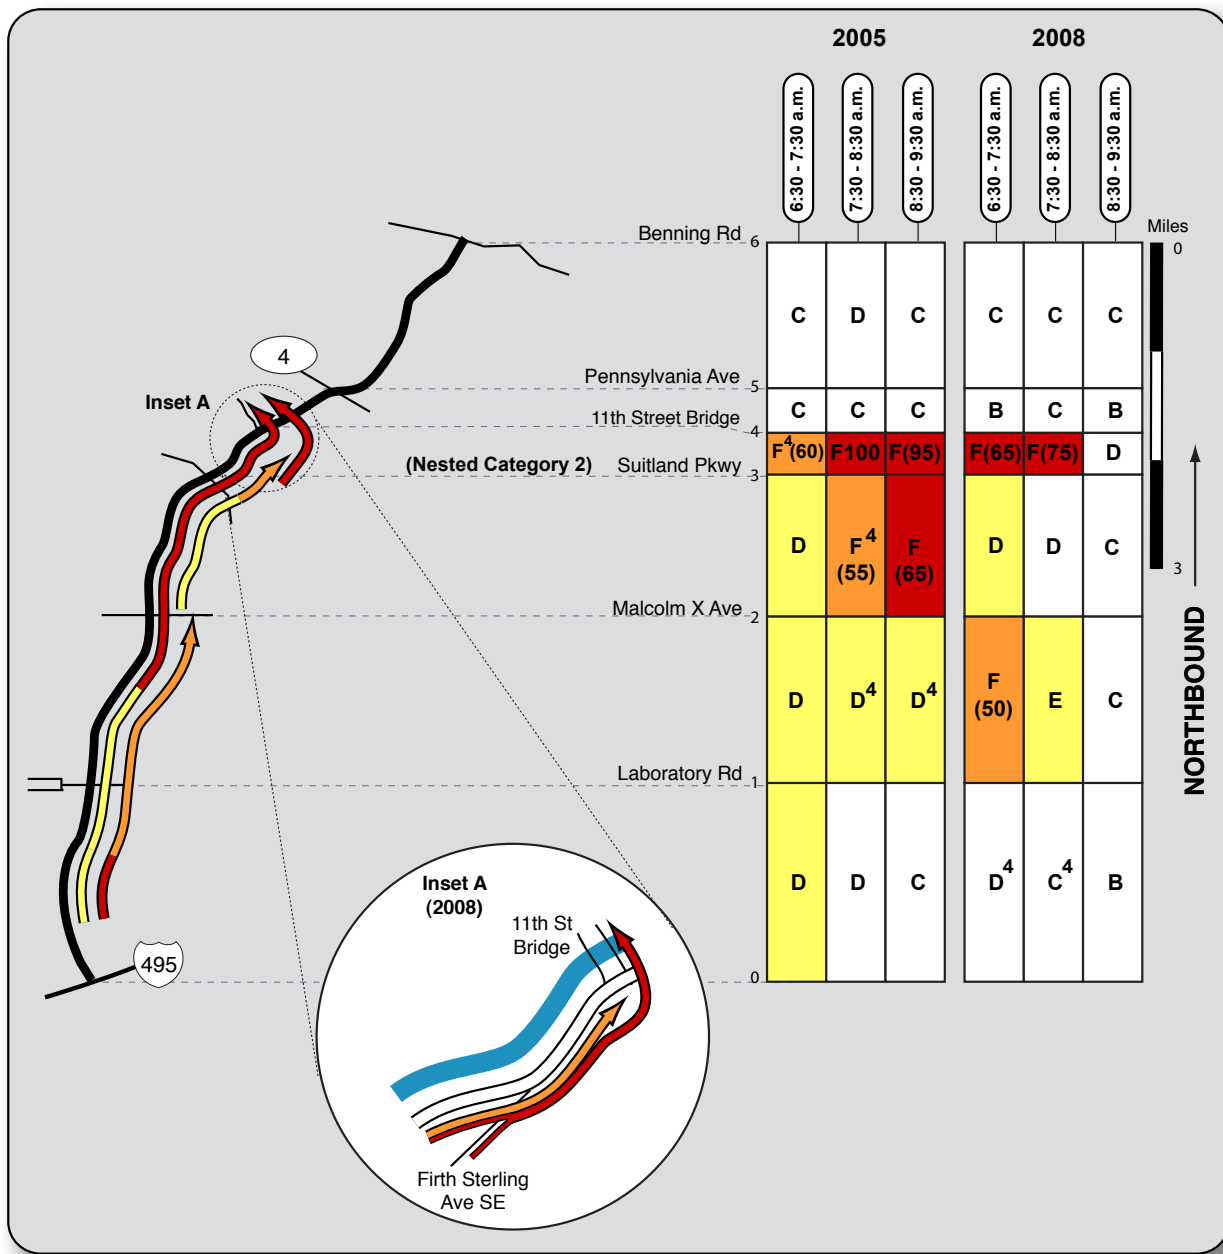 2005 2008
6:30 - 7:30 a.m. 7:30 - 8:30 a.m. 8:30 - 9:30 a.m. 6:30 - 7:30 a.m. 7:30 - 8:30 a.m. 8:30 - 9:30 a.m.
Miles
Benning Rd 6 0
C D C C C C
4
Inset A
Pennsylvania Ave 5
C C C B C B
11th Street Bridge 4
(Nested Category 2)
F4(60) F100 F(95) F(65) F(75) D
Suitland Pkwy 3
D F4 F D D C
(55) (65)
3
Malcolm X Ave 2
D D4 D4 F E C
(50)
NORTHBOUND
Laboratory Rd 1
D D C D4 C4 B
495
0
Inset A
(2008)
11th St
Bridge
Firth Sterling
Ave SE